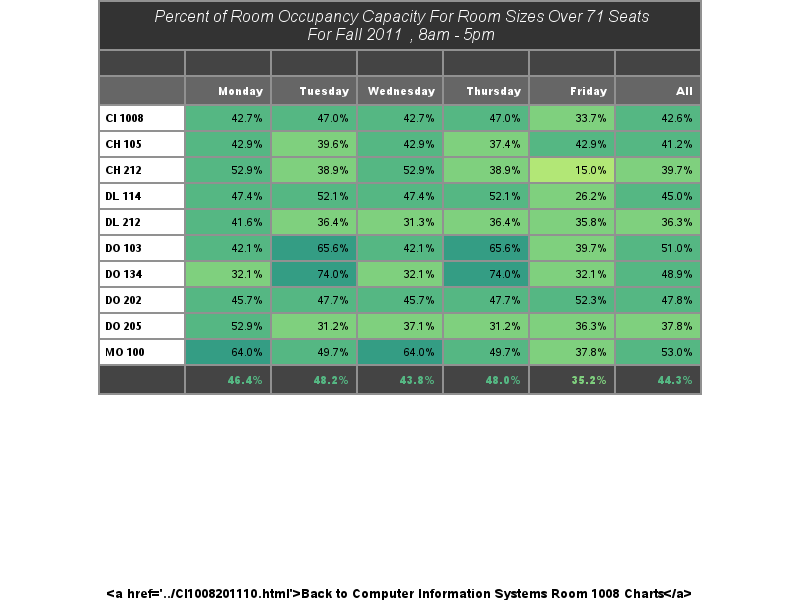 Percent of Room Occupancy Capacity For Room Sizes Over 71 Seats
For Fall 2011 , 8am - 5pm
Monday Tuesday Wednesday Thursday Friday All
CI 1008 42.7% 47.0% 42.7% 47.0% 33.7% 42.6%
CH 105 42.9% 39.6% 42.9% 37.4% 42.9% 41.2%
CH 212 52.9% 38.9% 52.9% 38.9% 15.0% 39.7%
DL 114 47.4% 52.1% 47.4% 52.1% 26.2% 45.0%
DL 212 41.6% 36.4% 31.3% 36.4% 35.8% 36.3%
DO 103 42.1% 65.6% 42.1% 65.6% 39.7% 51.0%
DO 134 32.1% 74.0% 32.1% 74.0% 32.1% 48.9%
DO 202 45.7% 47.7% 45.7% 47.7% 52.3% 47.8%
DO 205 52.9% 31.2% 37.1% 31.2% 36.3% 37.8%
MO 100 64.0% 49.7% 64.0% 49.7% 37.8% 53.0%
46.4% 48.2% 43.8% 48.0% 35.2% 44.3%
<a href='../CI1008201110.html'>Back to Computer Information Systems Room 1008 Charts</a>